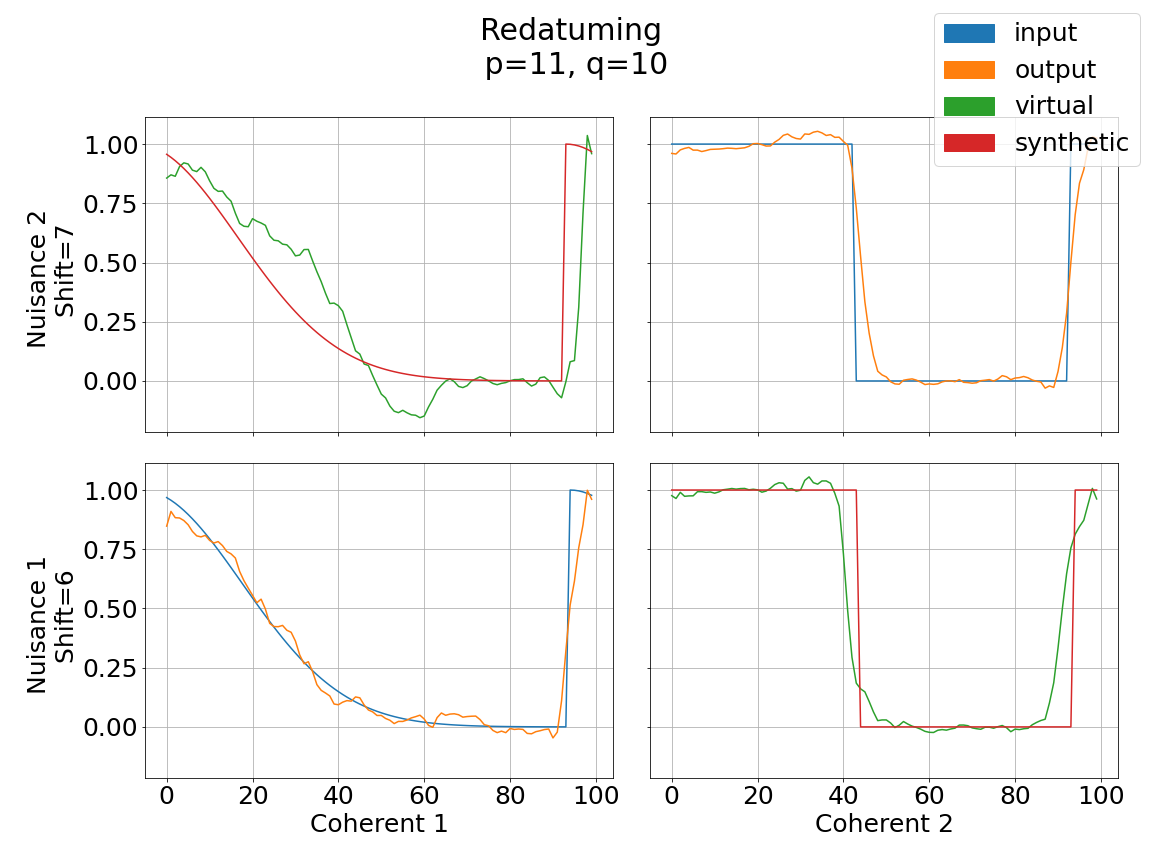 Redatuming
p=11, q=10
input
output
virtual
synthetic
Nuisance 2
Shift=7
1.00
0.75
0.50
0.25
0.00
Nuisance 1
Shift=6
1.00
0.75
0.50
0.25
0.00
0 20 40 60 80 100
0 20 40 60 80 100
Coherent 1
Coherent 2